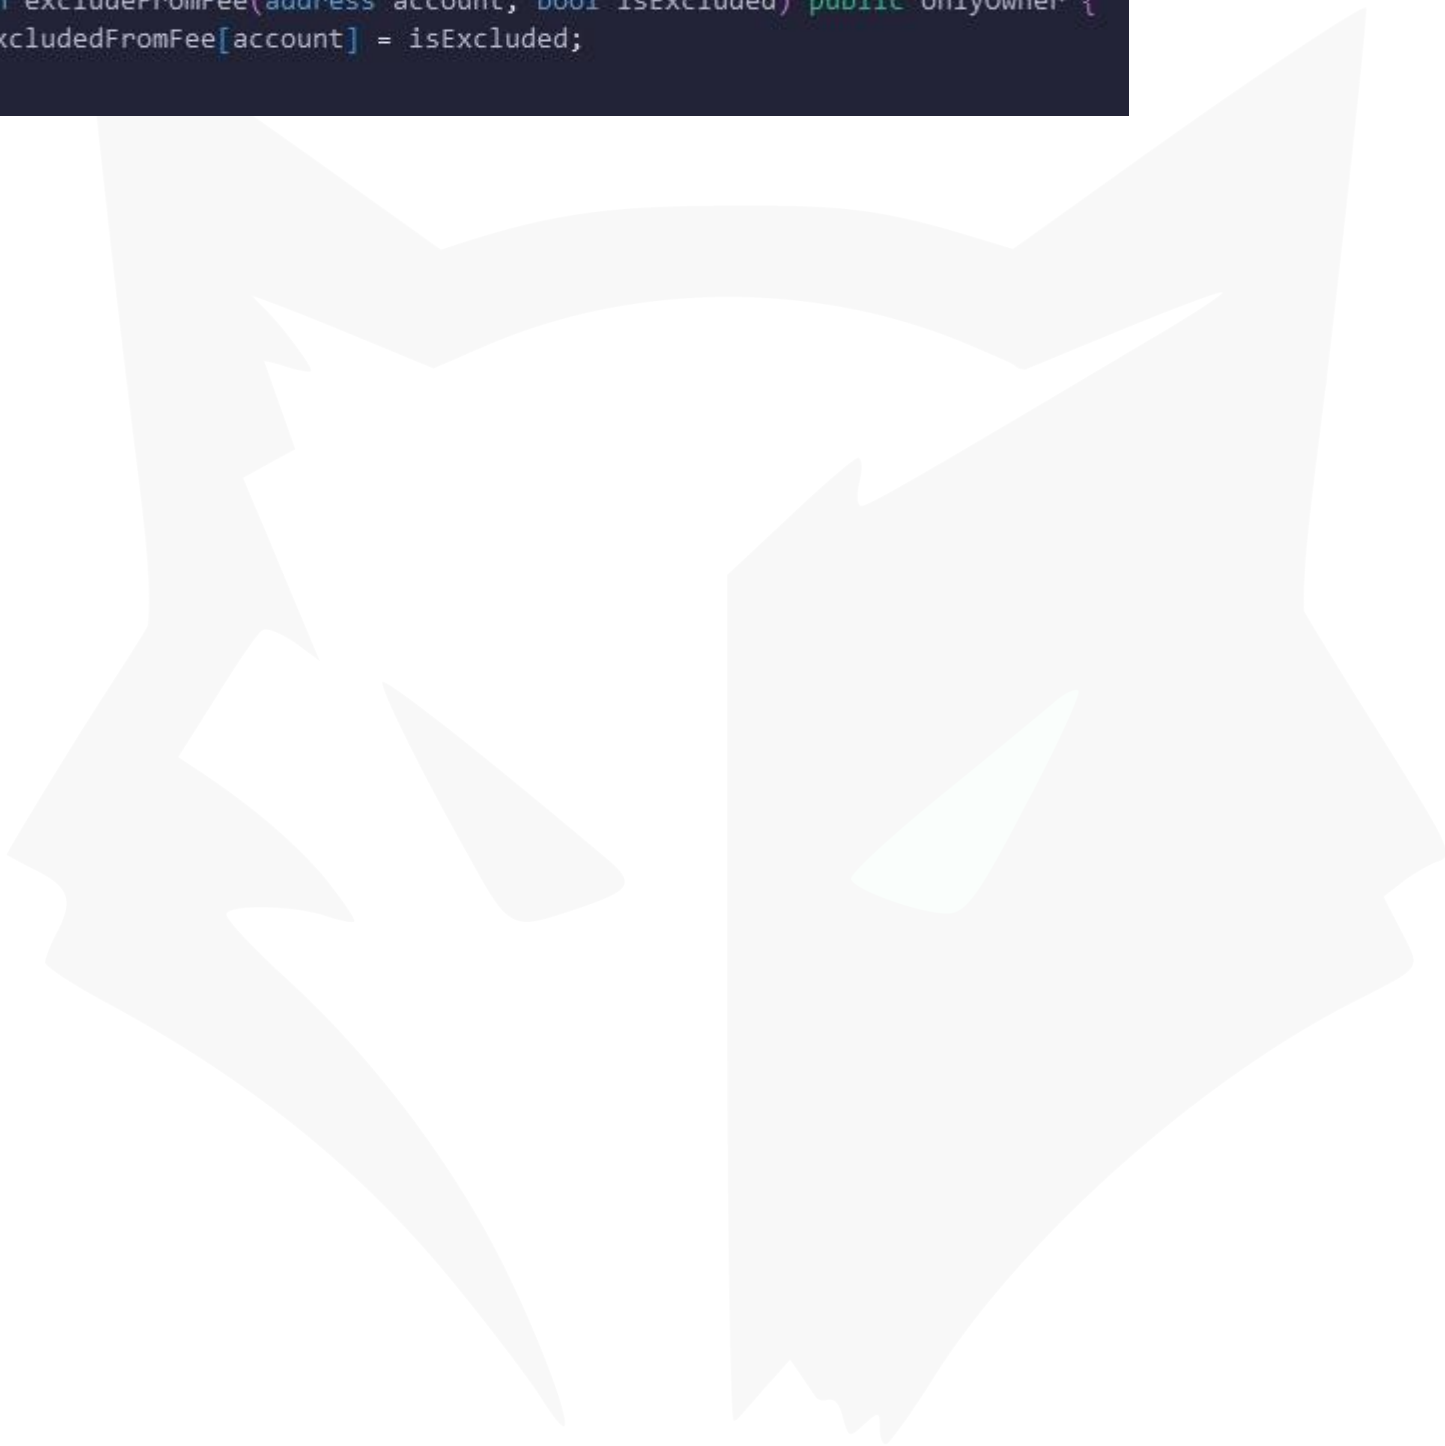 excludeFromFee(address account, bool isExcluded) public onlyOwner {
xcludedFromFee[account] = isExcluded;